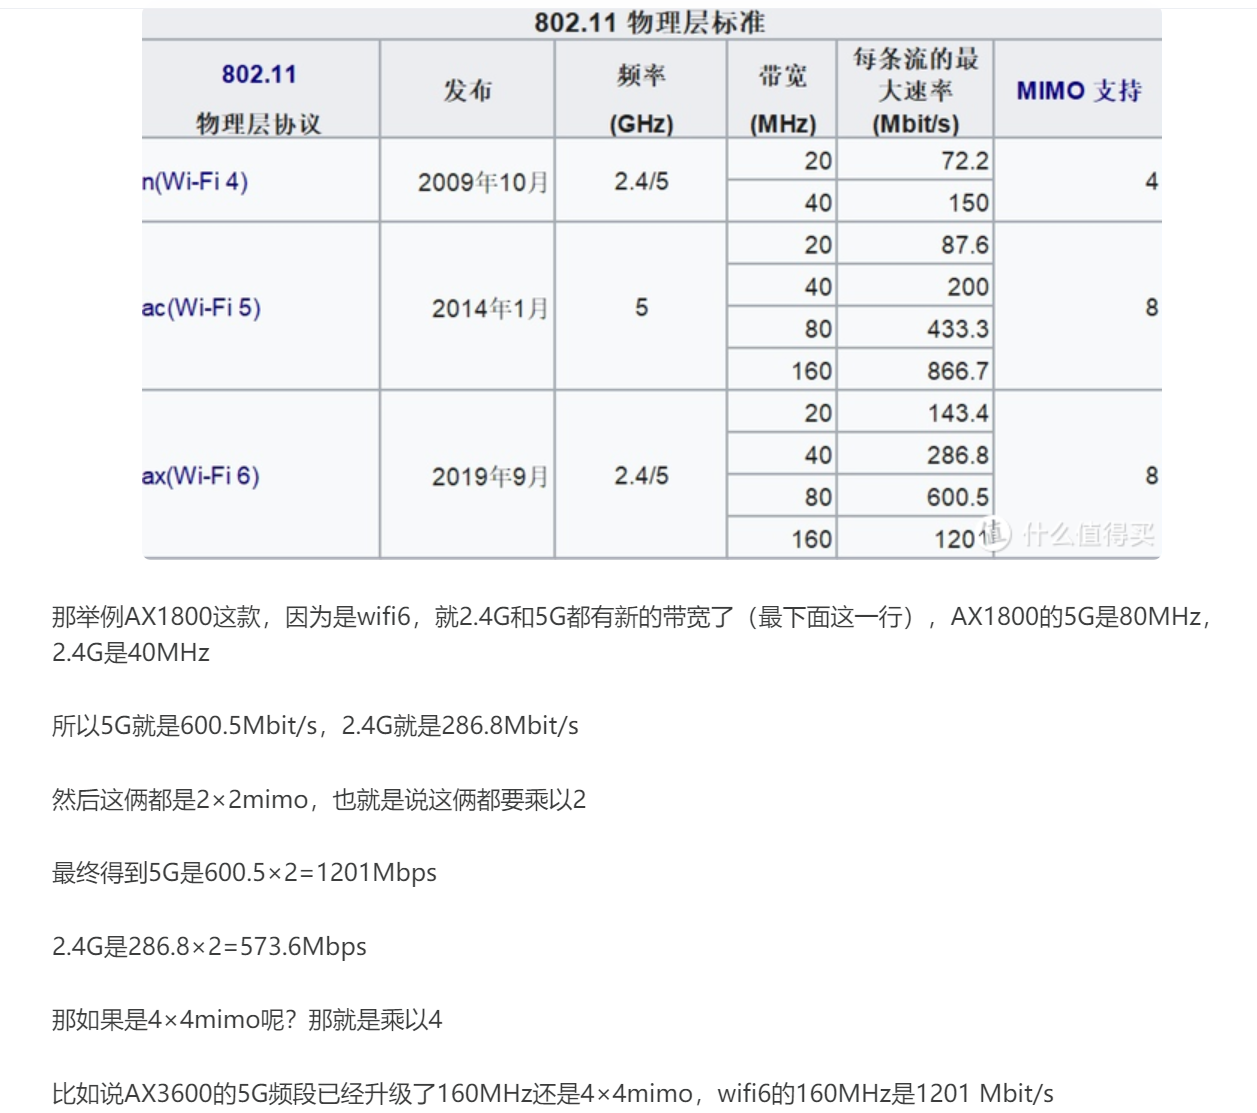 802.11 物理层标准
802.11 物理层协议 发布 频率 (GHz) 带宽 (MHz) 每条流的最大速率 (Mbit/s) MIMO 支持
n(Wi-Fi 4) 2009年10月 2.4/5 20 72.2 4
40 150
ac(Wi-Fi 5) 2014年1月 5 20 87.6 8
40 200
80 433.3
160 866.7
ax(Wi-Fi 6) 2019年9月 2.4/5 20 143.4 8
40 286.8
80 600.5
160 1201
值 什么值得买
那举例AX1800这款，因为是wifi6，就2.4G和5G都有新的带宽了（最下面这一行），AX1800的5G是80MHz，
2.4G是40MHz
所以5G就是600.5Mbit/s，2.4G就是286.8Mbit/s
然后这俩都是2×2mimo，也就是说这俩都要乘以2
最终得到5G是600.5×2=1201Mbps
2.4G是286.8×2=573.6Mbps
那如果是4×4mimo呢？那就是乘以4
比如说AX3600的5G频段已经升级了160MHz还是4×4mimo，wifi6的160MHz是1201 Mbit/s